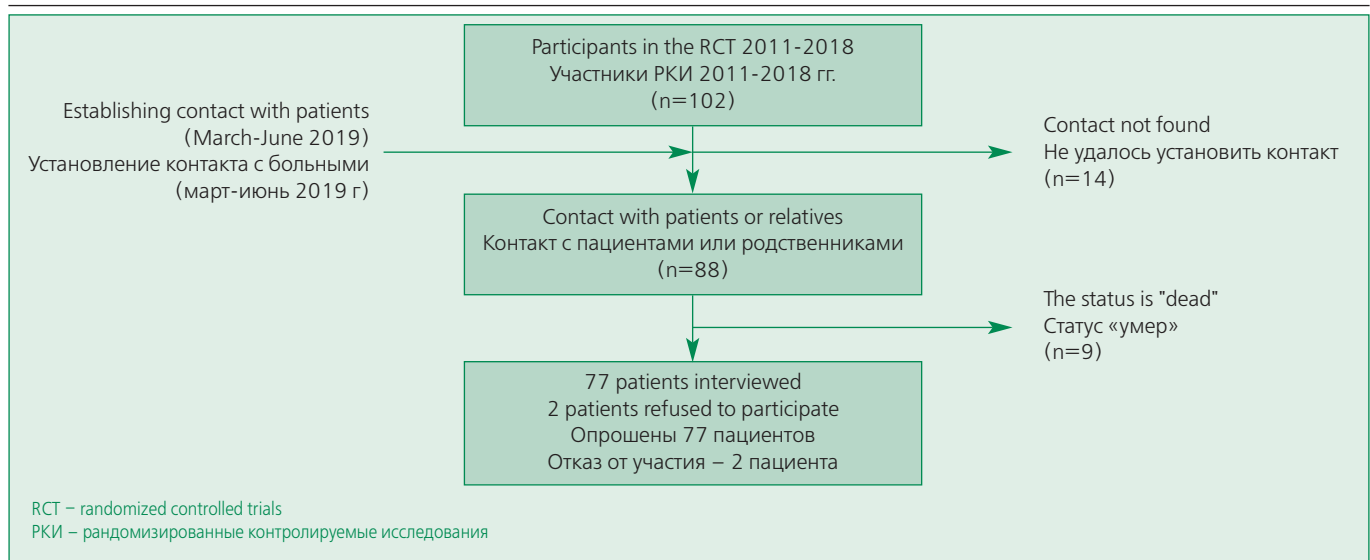 Participants in the RCT 2011-2018
Участники РКИ 2011-2018 гг.
(n=102)
Establishing contact with patients
(March-June 2019)
Установление контакта с больными
(март-июнь 2019 г)
Contact not found
Не удалось установить контакт
(n=14)
Contact with patients or relatives
Контакт с пациентами или родственниками
(n=88)
The status is "dead"
Статус «умер»
(n=9)
77 patients interviewed
2 patients refused to participate
Опрошены 77 пациентов
Отказ от участия – 2 пациента
RCT – randomized controlled trials
РКИ – рандомизированные контролируемые исследования